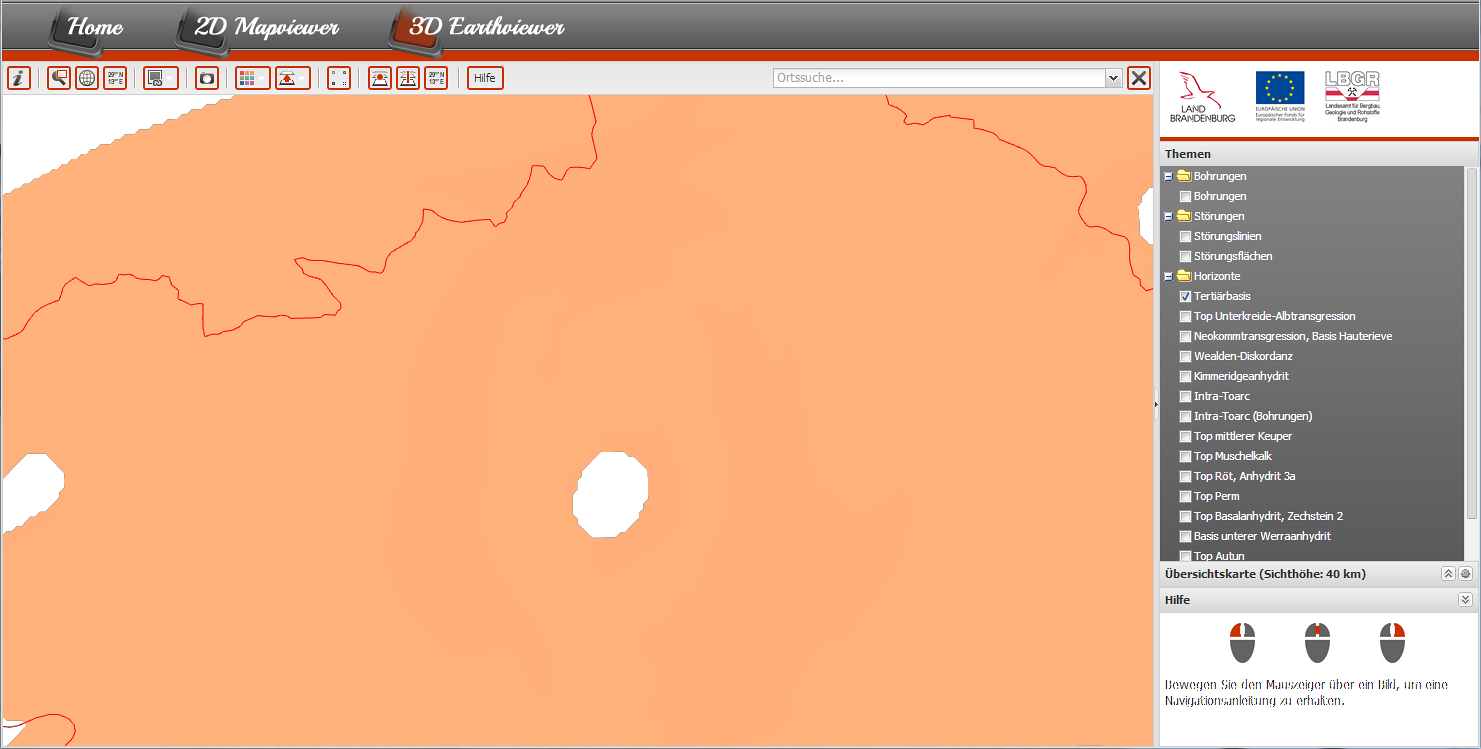 Home
2D Mapviewer
3D Earthviewer
i
29°'N
13°'E
29°'N
13°'E
Hilfe
Ortssuche...
LAND
BRANDENBURG
EUROPÄISCHE UNION
Europäischer Fonds für
regionale Entwicklung
LBGR
Landesamt für Bergbau,
Geologie und Rohstoffe
Brandenburg
Themen
Bohrungen
Bohrungen
Störungen
Störungslinien
Störungsflächen
Horizonte
Tertiärbasis
Top Unterkreide-Albtransgression
Neokommtransgression, Basis Hauterieve
Wealden-Diskordanz
Kimmeridgeanhydrit
Intra-Toarc
Intra-Toarc (Bohrungen)
Top mittlerer Keuper
Top Muschelkalk
Top Röt, Anhydrit 3a
Top Perm
Top Basalanhydrit, Zechstein 2
Basis unterer Werraanhydrit
Top Autun
Übersichtskarte (Sichthöhe: 40 km)
Hilfe
Bewegen Sie den Mauszeiger über ein Bild, um eine
Navigationsanleitung zu erhalten.